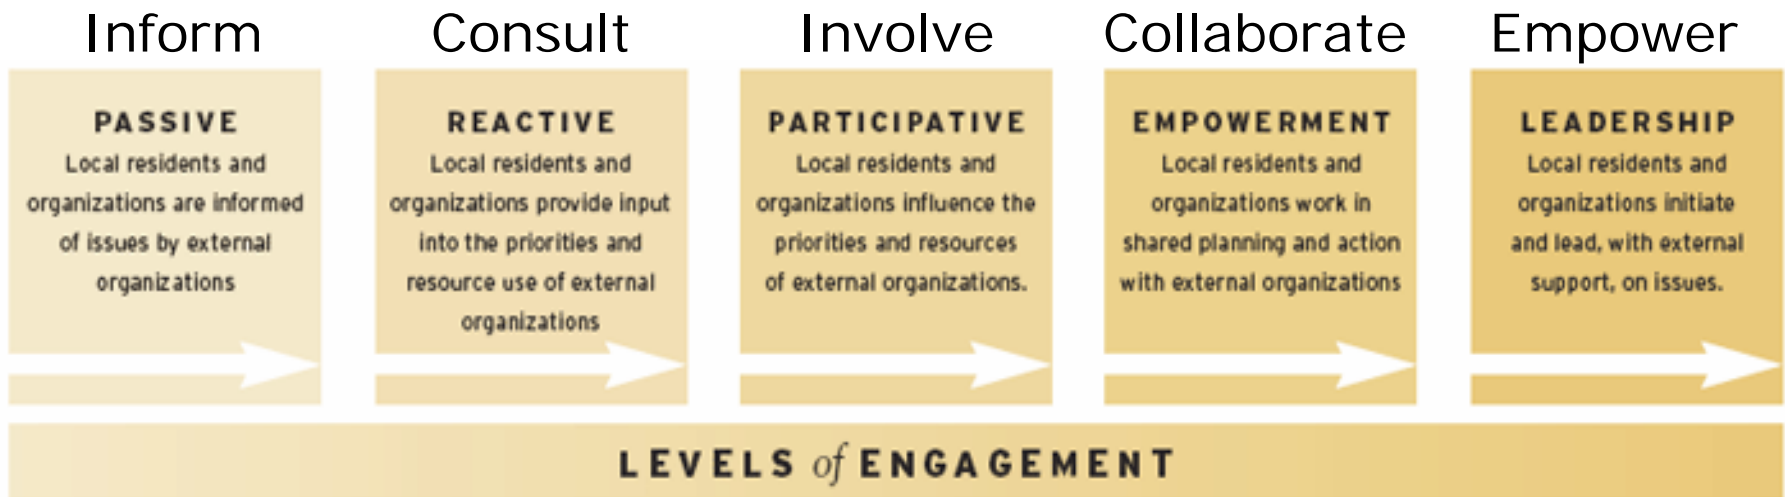 Inform
Consult
Involve
Collaborate
Empower
PASSIVE
Local residents and
organizations are informed
of issues by external
organizations
REACTIVE
Local residents and
organizations provide input
into the priorities and
resource use of external
organizations
PARTICIPATIVE
Local residents and
organizations influence the
priorities and resources
of external organizations.
EMPOWERMENT
Local residents and
organizations work in
shared planning and action
with external organizations
LEADERSHIP
Local residents and
organizations initiate
and lead, with external
support, on issues.
LEVELS of ENGAGEMENT